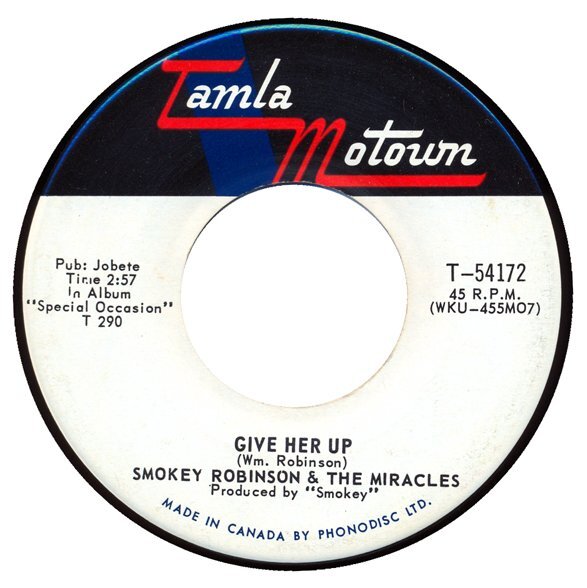 Tamla
Motown
Pub: Jobete
Time 2:57
In Album
"Special Occasion"
T 290
T-54172
45 R.P.M.
(WKU-455MO7)
GIVE HER UP
(Wm. Robinson)
SMOKEY ROBINSON & THE MIRACLES
Produced by "Smokey"
MADE IN CANADA BY PHONODISC LTD.